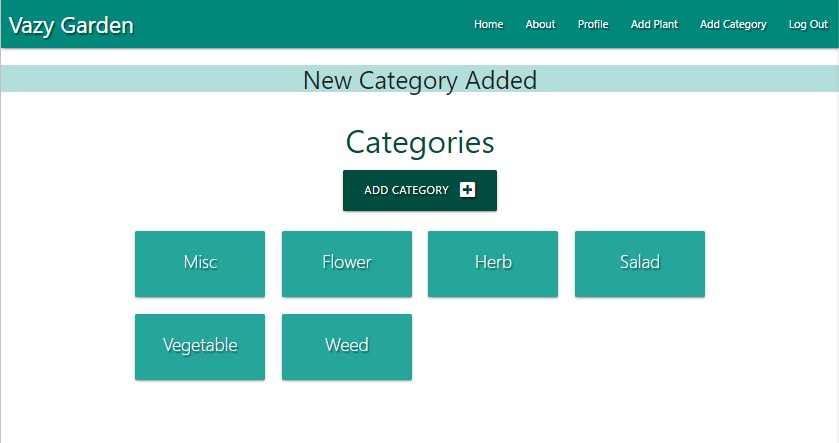 Vazy Garden Home About Profile Add Plant Add Category Log Out
New Category Added
Categories
ADD CATEGORY
Misc Flower Herb Salad
Vegetable Weed